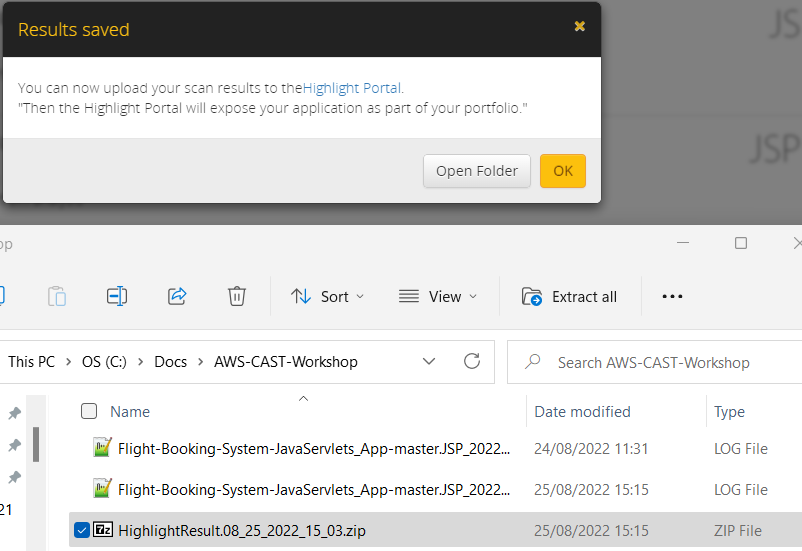 JS
Results saved
You can now upload your scan results to theHighlight Portal.
"Then the Highlight Portal will expose your application as part of your portfolio."
JSP
Open Folder
OK
op
Sort
View
Extract all
This PC > OS (C:) > Docs > AWS-CAST-Workshop
Search AWS-CAST-Workshop
Name
Date modified
Type
Flight-Booking-System-JavaServlets_App-master.JSP_2022... 24/08/2022 11:31 LOG File
Flight-Booking-System-JavaServlets_App-master.JSP_2022... 25/08/2022 15:15 LOG File
21
7z HighlightResult.08_25_2022_15_03.zip 25/08/2022 15:15 ZIP File